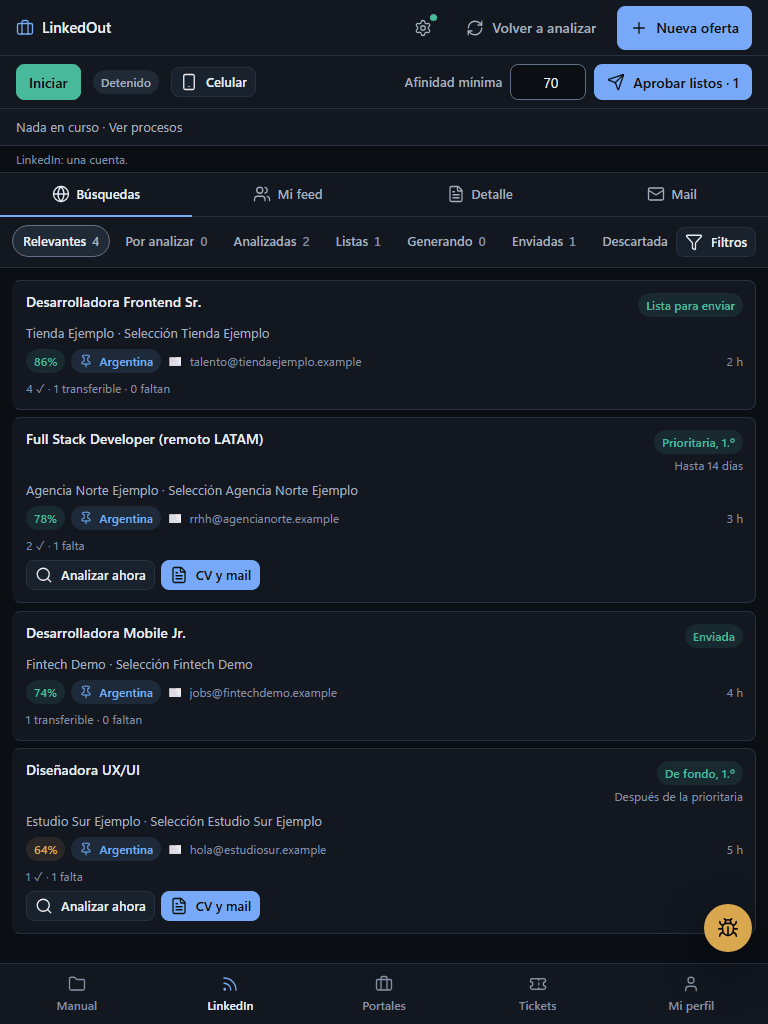 LinkedOut
Volver a analizar
Nueva oferta
Iniciar
Detenido
Celular
Afinidad mínima
70
Aprobar listos · 1
Nada en curso · Ver procesos
LinkedIn: una cuenta.
Búsquedas
Mi feed
Detalle
Mail
Relevantes 4
Por analizar 0
Analizadas 2
Listas 1
Generando 0
Enviadas 1
Descartada
Filtros
Desarrolladora Frontend Sr.
Lista para enviar
Tienda Ejemplo · Selección Tienda Ejemplo
86%
Argentina
talento@tiendaejemplo.example
2 h
4 ✓ · 1 transferible · 0 faltan
Full Stack Developer (remoto LATAM)
Prioritaria, 1.º
Hasta 14 días
Agencia Norte Ejemplo · Selección Agencia Norte Ejemplo
78%
Argentina
rrhh@agencianorte.example
3 h
2 ✓ · 1 falta
Analizar ahora
CV y mail
Desarrolladora Mobile Jr.
Enviada
Fintech Demo · Selección Fintech Demo
74%
Argentina
jobs@fintechdemo.example
4 h
1 transferible · 0 faltan
Diseñadora UX/UI
De fondo, 1.º
Después de la prioritaria
Estudio Sur Ejemplo · Selección Estudio Sur Ejemplo
64%
Argentina
hola@estudiosur.example
5 h
1 ✓ · 1 falta
Analizar ahora
CV y mail
Manual
LinkedIn
Portales
Tickets
Mi perfil